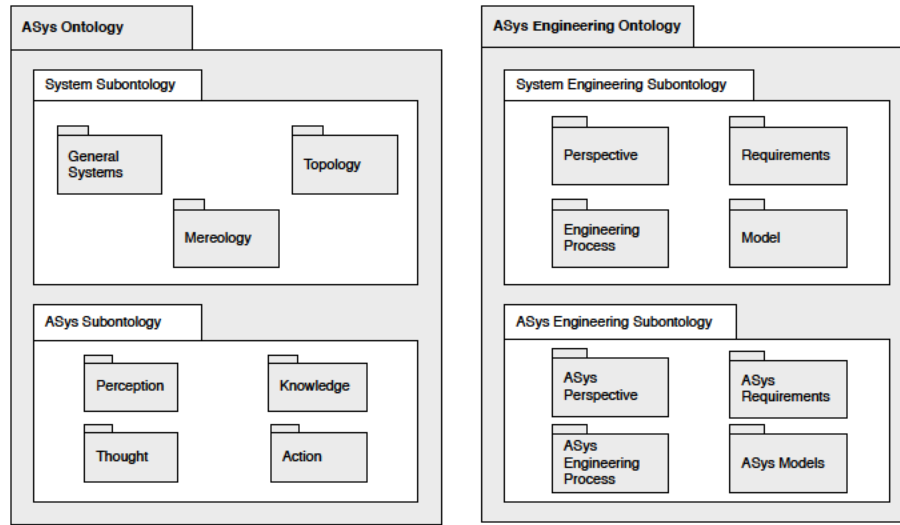 ASys Ontology
System Subontology
General
Systems
Topology
Mereology
ASys Subontology
Perception
Knowledge
Thought
Action
ASys Engineering Ontology
System Engineering Subontology
Perspective
Requirements
Engineering
Process
Model
ASys Engineering Subontology
ASys
Perspective
ASys
Requirements
ASys
Engineering
Process
ASys Models